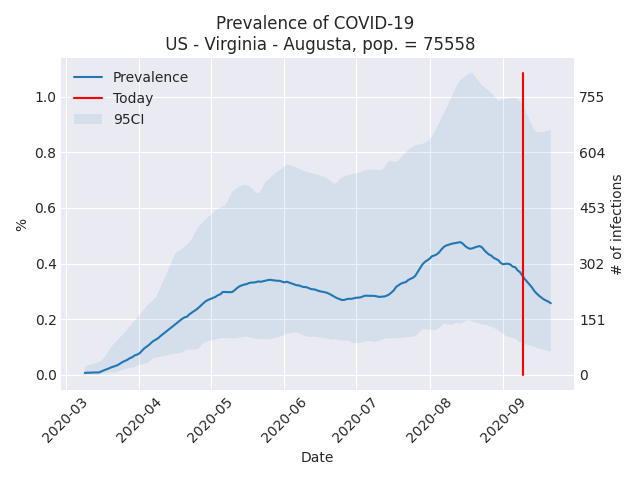 Prevalence of COVID-19
US - Virginia - Augusta, pop. = 75558
Prevalence
Today
95CI
1.0
0.8
0.6
0.4
0.2
0.0
%
755
604
453
302
151
0
# of infections
2020-03
2020-04
2020-05
2020-06
2020-07
2020-08
2020-09
Date